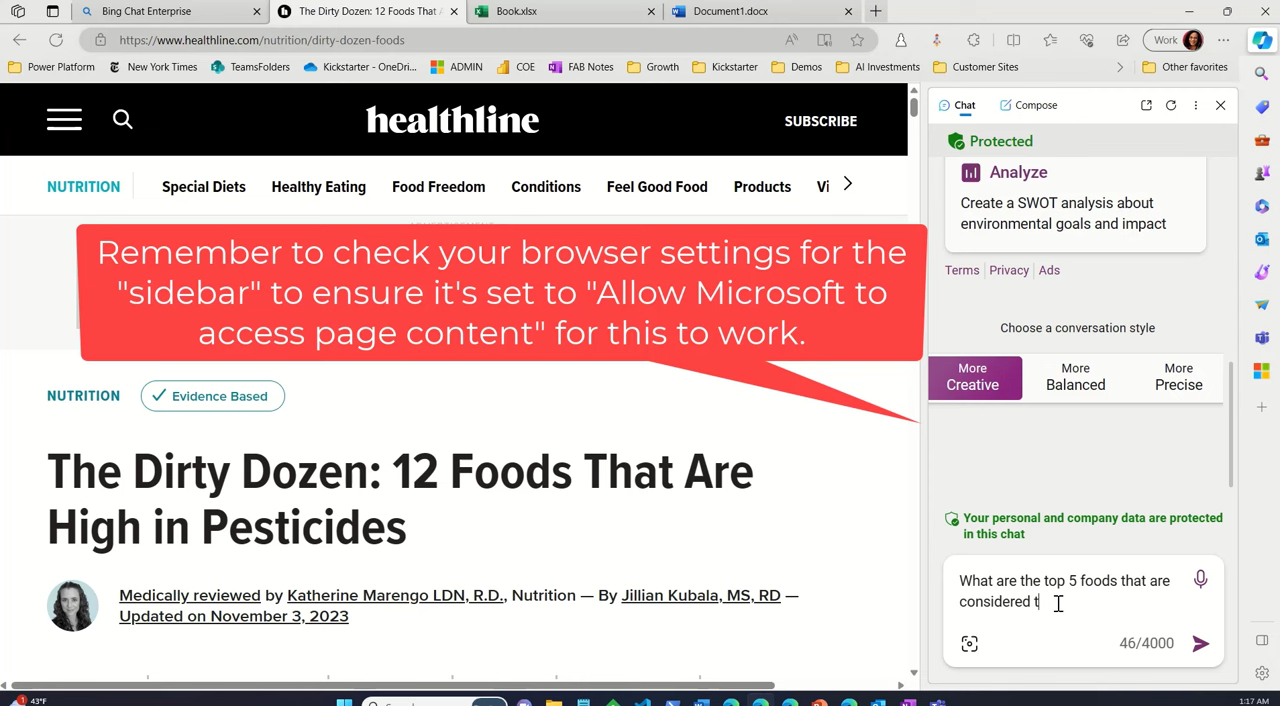 Bing Chat Enterprise
The Dirty Dozen: 12 Foods That A
Book.xlsx
Document1.docx
https://www.healthline.com/nutrition/dirty-dozen-foods
Work
Power Platform
New York Times
TeamsFolders
Kickstarter - OneDri...
ADMIN
COE
FAB Notes
Growth
Kickstarter
Demos
AI Investments
Customer Sites
Other favorites
healthline
SUBSCRIBE
NUTRITION
Special Diets
Healthy Eating
Food Freedom
Conditions
Feel Good Food
Products
Vi
Remember to check your browser settings for the
"sidebar" to ensure it's set to "Allow Microsoft to
access page content" for this to work.
NUTRITION
Evidence Based
The Dirty Dozen: 12 Foods That Are
High in Pesticides
Medically reviewed by Katherine Marengo LDN, R.D., Nutrition — By Jillian Kubala, MS, RD —
Updated on November 3, 2023
Chat
Compose
Protected
Analyze
Create a SWOT analysis about
environmental goals and impact
Terms
Privacy
Ads
Choose a conversation style
More
Creative
More
Balanced
More
Precise
Your personal and company data are protected
in this chat
What are the top 5 foods that are
considered t
46/4000
1
43°F
1:17 AM